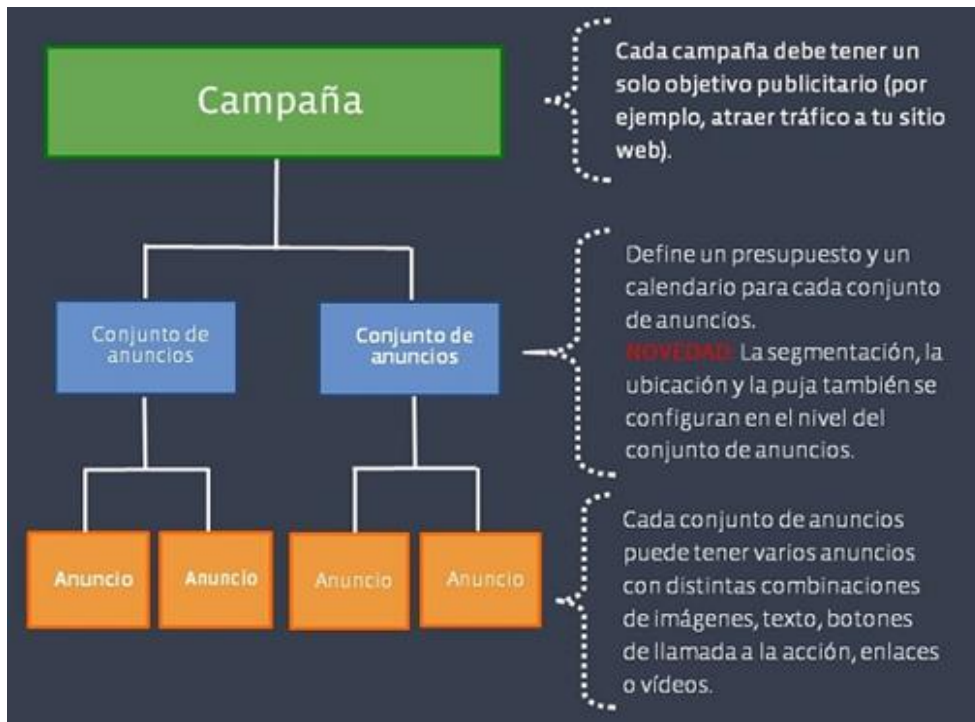 Campaña
Cada campaña debe tener un
solo objetivo publicitario (por
ejemplo, atraer tráfico a tu sitio
web).
Conjunto de
anuncios
Conjunto de
anuncios
Define un presupuesto y un
calendario para cada conjunto
de anuncios.
NOVEDAD: La segmentación, la
ubicación y la puja también se
configuran en el nivel del
conjunto de anuncios.
Anuncio
Anuncio
Anuncio
Anuncio
Cada conjunto de anuncios
puede tener varios anuncios
con distintas combinaciones
de imágenes, texto, botones
de llamada a la acción, enlaces
o vídeos.